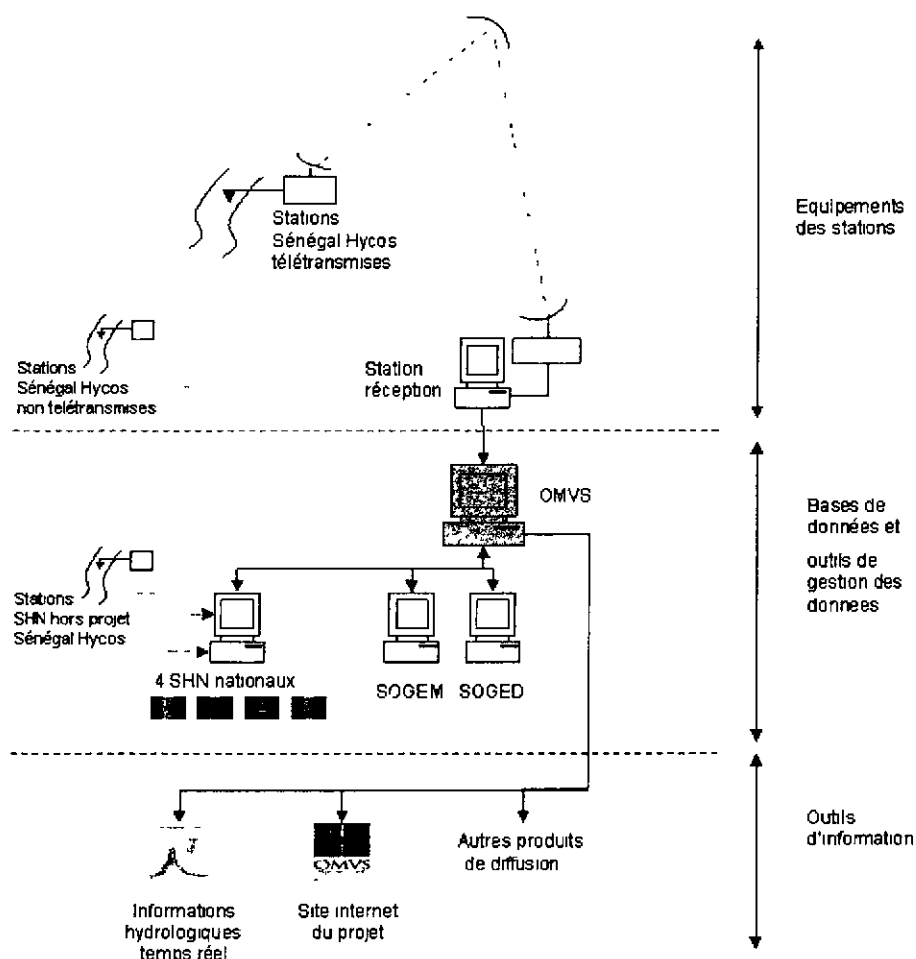 Stations
Sénégal Hycos
télétransmises
Equipements
des stations
Stations
Sénégal Hycos
non telétransmises
Station
réception
OMVS
Bases de
données et
outils de
gestion des
donnees
Stations
SHN hors projet
Sénégal Hycos
4 SHN nationaux
SOGEM
SOGED
Outils
d'information
OMVS
Autres produits
de diffusion
Informations
hydrologiques
temps réel
Site internet
du projet